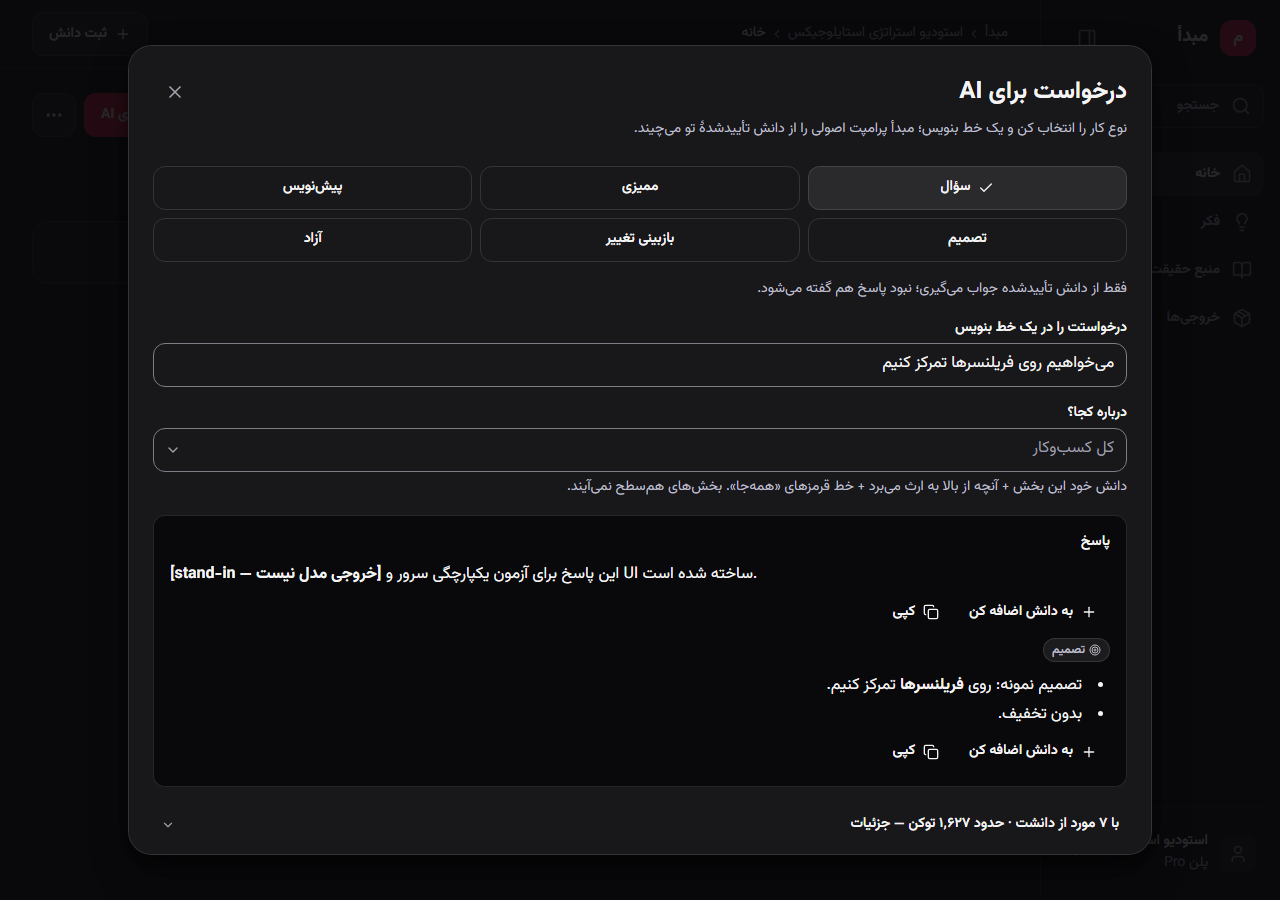 مبدأ
م
مبدأ › استودیو استراتژی استاپلوجیکس › خانه
ثبت دانش
جستجو
خانه
فکر
منبع حقیقت
خروجی‌ها
درخواست برای AI
نوع کار را انتخاب کن و یک خط بنویس؛ مبدأ پرامپت اصولی را از دانش تأییدشدهٔ تو می‌چیند.
سؤال
ممیزی
پیش‌نویس
تصمیم
بازبینی تغییر
آزاد
فقط از دانش تأییدشده جواب می‌گیری؛ نبود پاسخ هم گفته می‌شود.
درخواستت را در یک خط بنویس
می‌خواهیم روی فریلنسرها تمرکز کنیم
درباره کجا؟
کل کسب‌وکار
دانش خود این بخش + آنچه از بالا به ارث می‌برد + خط قرمزهای «همه‌جا». بخش‌های هم‌سطح نمی‌آیند.
پاسخ
[stand-in — خروجی مدل نیست] این پاسخ برای آزمون یکپارچگی سرور و UI ساخته شده است.
به دانش اضافه کن
کپی
تصمیم
تصمیم نمونه: روی فریلنسرها تمرکز کنیم.
بدون تخفیف.
به دانش اضافه کن
کپی
با ۷ مورد از دانشت · حدود ۱٬۶۲۷ توکن — جزئیات
پلن Pro